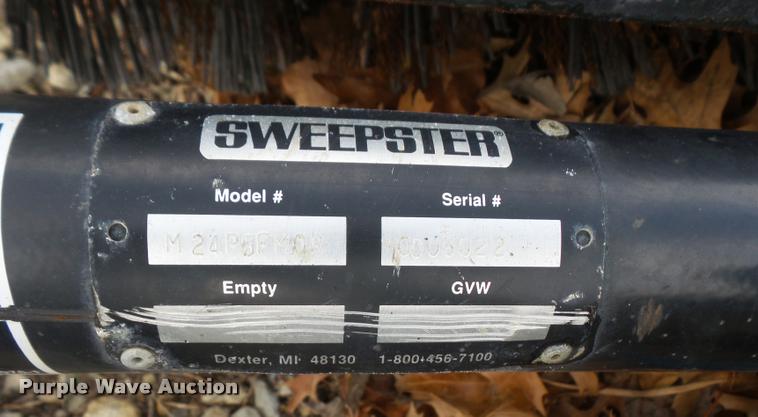 SWEEPSTER®
Model # Serial #
Empty GVW
Dexter, MI 48130 1-800-456-7100
Purple Wave Auction